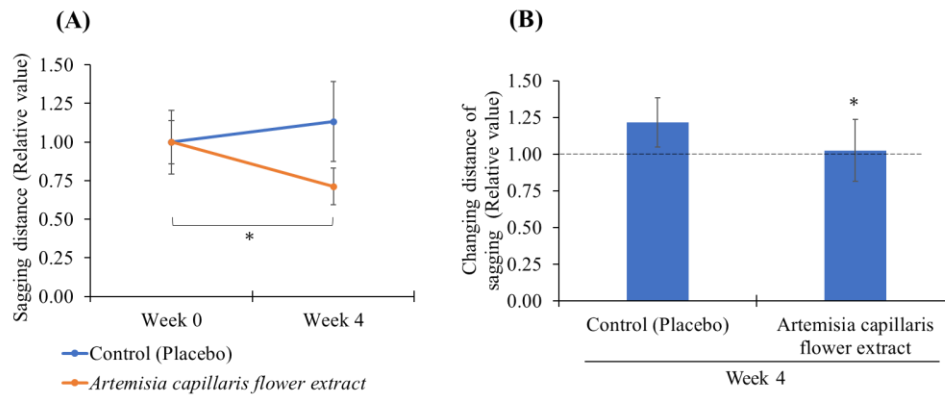 (A)
Sagging distance (Relative value)
1.50
1.25
1.00
0.75
0.50
0.25
0.00
*
Week 0
Week 4
Control (Placebo)
Artemisia capillaris flower extract
(B)
Changing distance of
sagging (Relative value)
1.50
1.25
1.00
0.75
0.50
0.25
0.00
*
Control (Placebo)
Artemisia capillaris
flower extract
Week 4